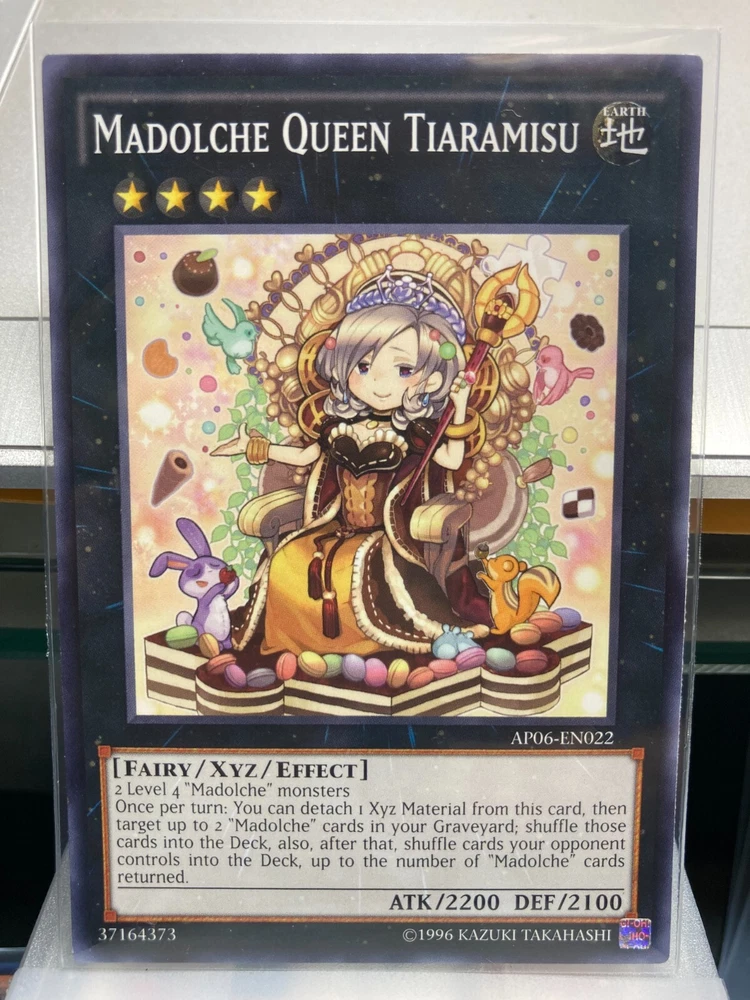 MADOLCHE QUEEN TIARAMISU
EARTH
地
AP06-EN022
[FAIRY/XYZ/EFFECT]
2 Level 4 "Madolche" monsters
Once per turn: You can detach 1 Xyz Material from this card, then
target up to 2 "Madolche" cards in your Graveyard; shuffle those
cards into the Deck, also, after that, shuffle cards your opponent
controls into the Deck, up to the number of "Madolche" cards
returned.
ATK/2200 DEF/2100
37164373
©1996 KAZUKI TAKAHASHI